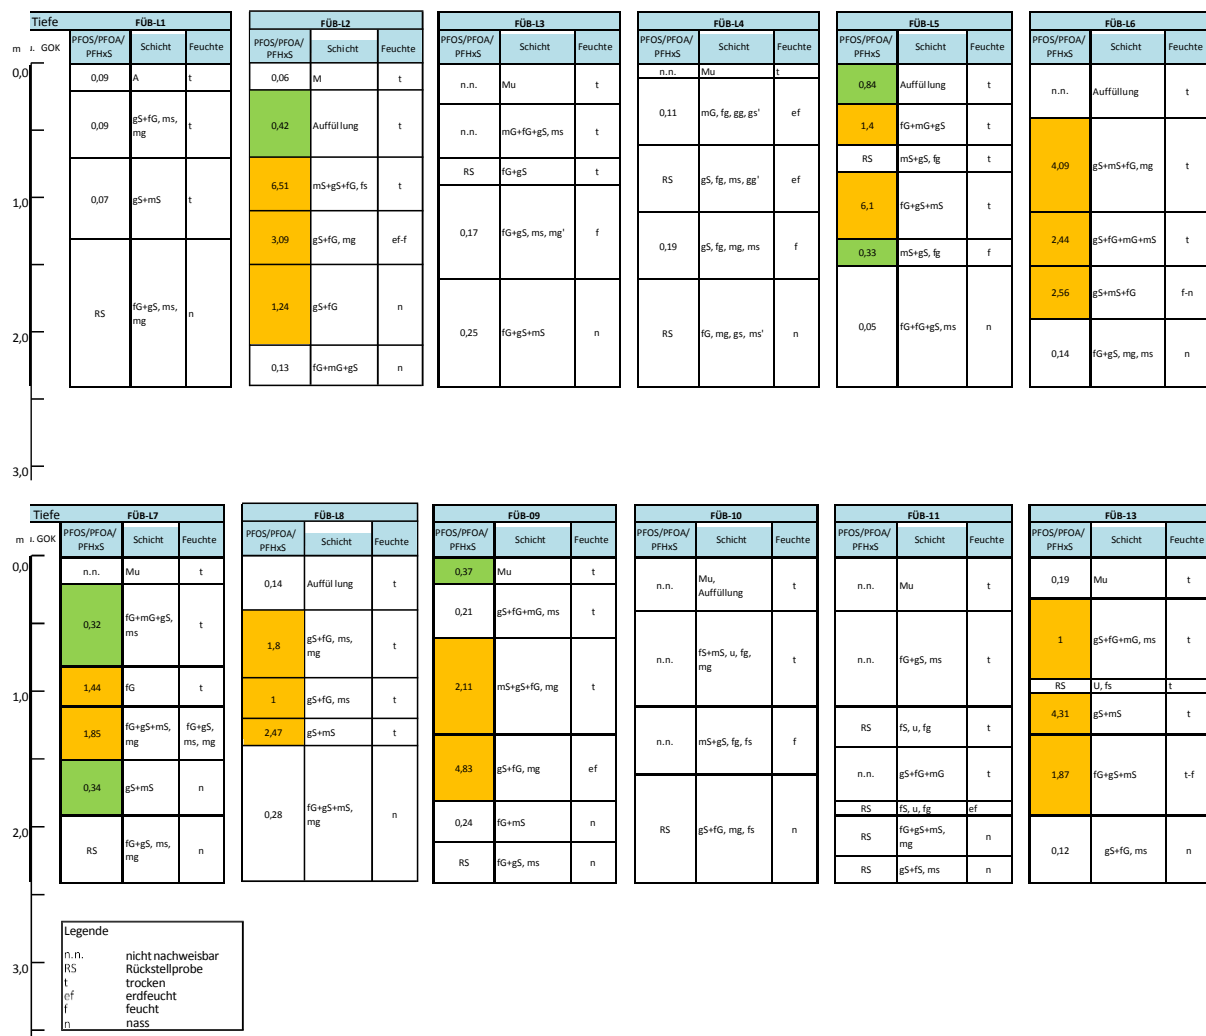 Tiefe FÜB-L1 FÜB-L2 FÜB-L3 FÜB-L4 FÜB-L5 FÜB-L6
m u. GOK
PFOS/PFOA/ PFHxS Schicht Feuchte
PFOS/PFOA/ PFHxS Schicht Feuchte
PFOS/PFOA/ PFHxS Schicht Feuchte
PFOS/PFOA/ PFHxS Schicht Feuchte
PFOS/PFOA/ PFHxS Schicht Feuchte
PFOS/PFOA/ PFHxS Schicht Feuchte
0,0
1,0
2,0
3,0
0,09 A t
0,09 gS+fG, ms, mg t
0,07 gS+mS t
RS fG+gS, ms, mg n
0,06 M t
0,42 Auffüllung t
6,51 mS+gS+fG, fs t
3,09 gS+fG, mg ef-f
1,24 gS+fG n
0,13 fG+mG+gS n
n.n. Mu t
n.n. mG+fG+gS, ms t
RS fG+gS t
0,17 fG+gS, ms, mg' f
0,25 fG+gS+mS n
n.n. Mu t
0,11 mG, fg, gg, gs' ef
RS gS, fg, ms, gg' ef
0,19 gS, fg, mg, ms f
RS fG, mg, gs, ms' n
0,84 Auffüllung t
1,4 fG+mG+gS t
RS mS+gS, fg t
6,1 fG+gS+mS t
0,33 mS+gS, fg f
0,05 fG+fG+gS, ms n
n.n. Auffüllung t
4,09 gS+mS+fG, mg t
2,44 gS+fG+mG+mS t
2,56 gS+mS+fG f-n
0,14 fG+gS, mg, ms n
Tiefe FÜB-L7 FÜB-L8 FÜB-09 FÜB-10 FÜB-11 FÜB-13
m u. GOK
PFOS/PFOA/ PFHxS Schicht Feuchte
PFOS/PFOA/ PFHxS Schicht Feuchte
PFOS/PFOA/ PFHxS Schicht Feuchte
PFOS/PFOA/ PFHxS Schicht Feuchte
PFOS/PFOA/ PFHxS Schicht Feuchte
PFOS/PFOA/ PFHxS Schicht Feuchte
0,0
1,0
2,0
3,0
n.n. Mu t
0,32 fG+mG+gS, ms t
1,44 fG t
1,85 fG+gS+mS, mg fG+gS, ms, mg
0,34 gS+mS n
RS fG+gS, ms, mg n
0,14 Auffüllung t
1,8 gS+fG, ms, mg t
1 gS+fG, ms t
2,47 gS+mS t
0,28 fG+gS+mS, mg n
0,37 Mu t
0,21 gS+fG+mG, ms t
2,11 mS+gS+fG, mg t
4,83 gS+fG, mg ef
0,24 fG+mS n
RS fG+gS, ms n
n.n. Mu, Auffüllung t
n.n. fS+mS, u, fg, mg t
n.n. mS+gS, fg, fs f
RS gS+fG, mg, fs n
n.n. Mu t
n.n. fG+gS, ms t
RS fS, u, fg t
n.n. gS+fG+mG t
RS fS, u, fg ef
RS fG+gS+mS, mg n
RS gS+fS, ms n
0,19 Mu t
1 gS+fG+mG, ms t
RS U, fs t
4,31 gS+mS t
1,87 fG+gS+mS t-f
0,12 gS+fG, ms n
Legende
n.n. nicht nachweisbar
RS Rückstellprobe
t trocken
ef erdfeucht
f feucht
n nass